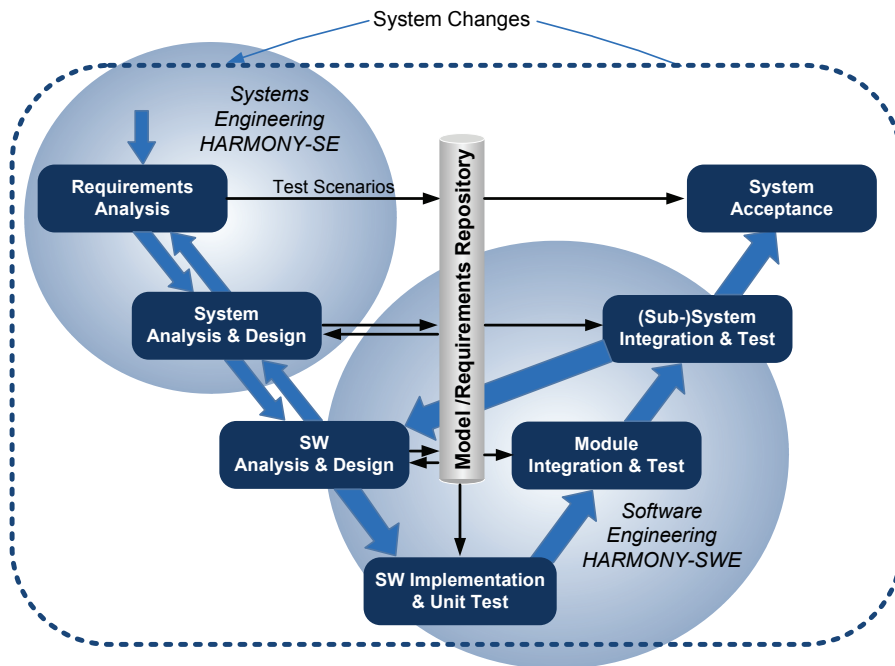 System Changes
Systems
Engineering
HARMONY-SE
Requirements
Analysis
Test Scenarios
Model /Requirements Repository
System
Acceptance
System
Analysis & Design
(Sub-)System
Integration & Test
SW
Analysis & Design
Module
Integration & Test
Software
Engineering
HARMONY-SWE
SW Implementation
& Unit Test